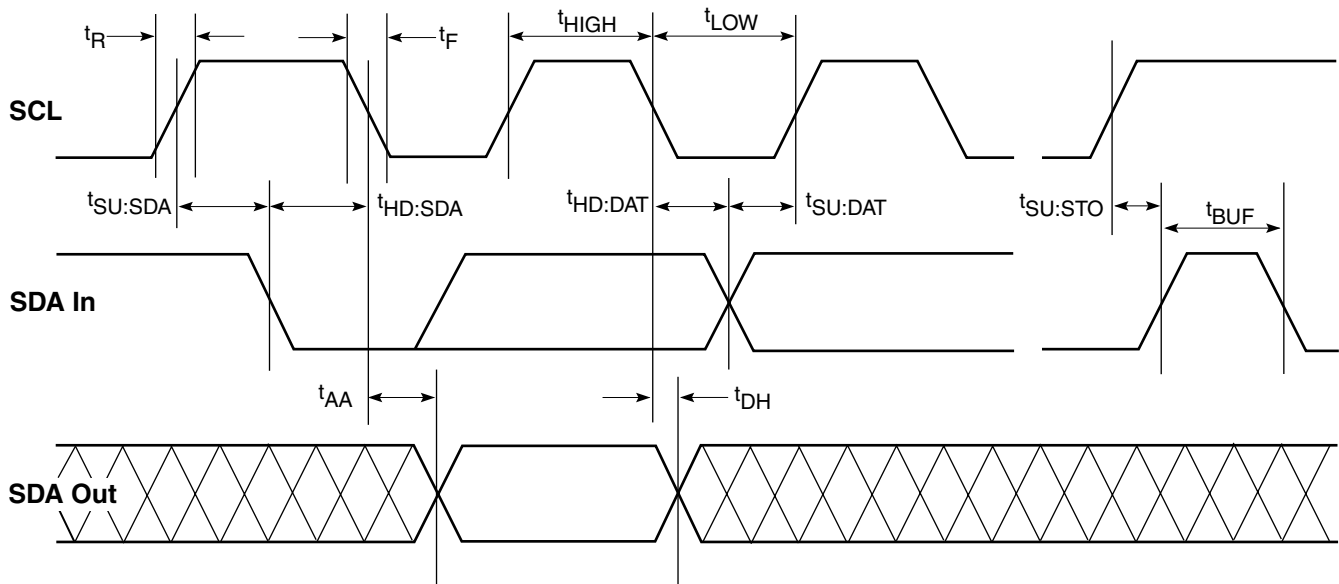 tR
tF
tHIGH
tLOW
SCL
tSU:SDA
tHD:SDA
tHD:DAT
tSU:DAT
tSU:STO
tBUF
SDA In
tAA
tDH
SDA Out